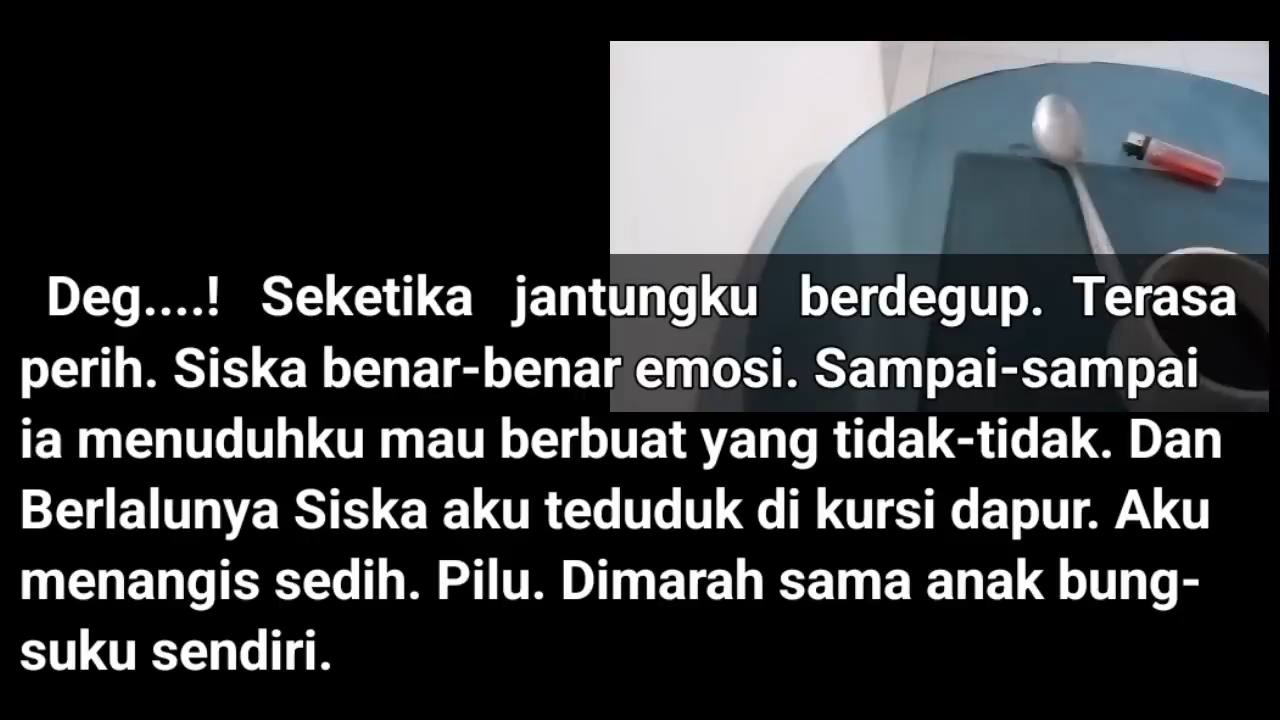 Deg....! Seketika jantungku berdegup. Terasa
perih. Siska benar-benar emosi. Sampai-sampai
ia menuduhku mau berbuat yang tidak-tidak. Dan
Berlalunya Siska aku teduduk di kursi dapur. Aku
menangis sedih. Pilu. Dimarah sama anak bung-
suku sendiri.